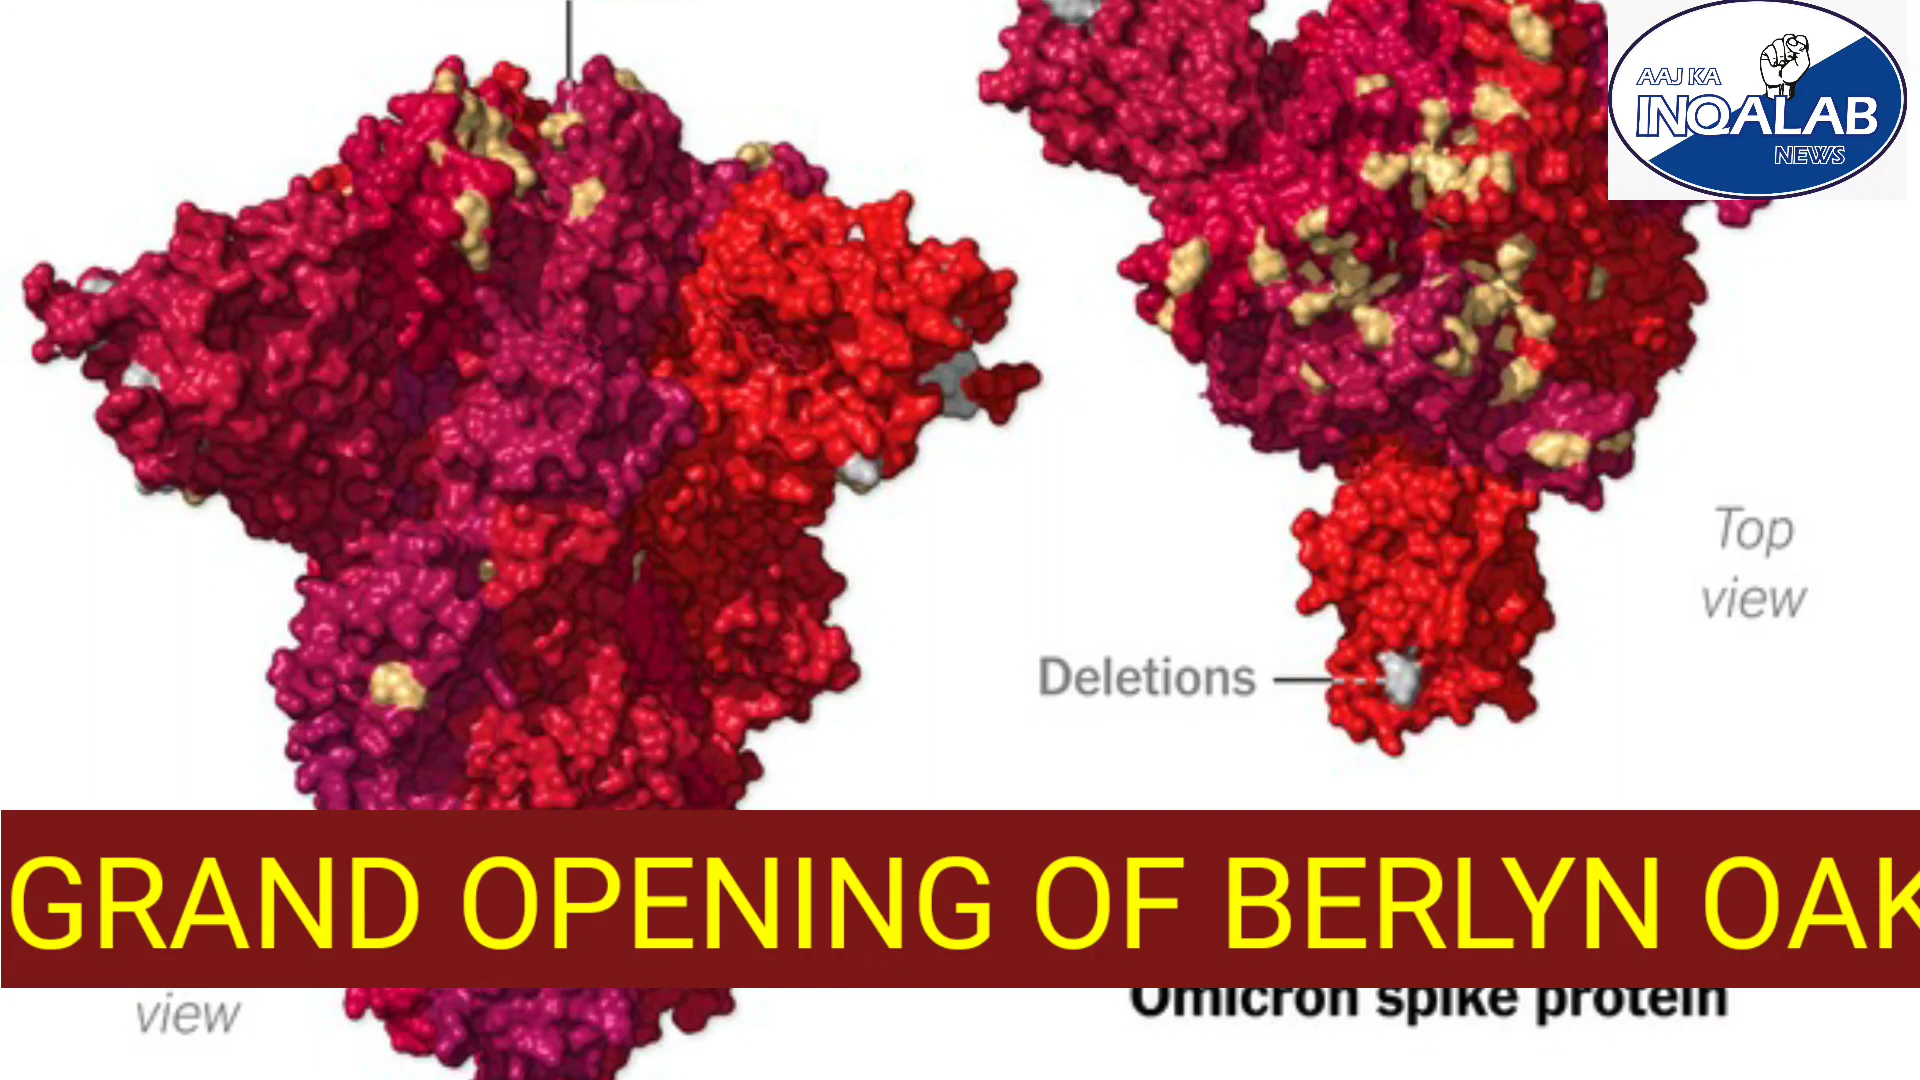 AAJ KA
INQALAB
NEWS
Top
view
Deletions
GRAND OPENING OF BERLYN OAK
view
Omicron spike protein